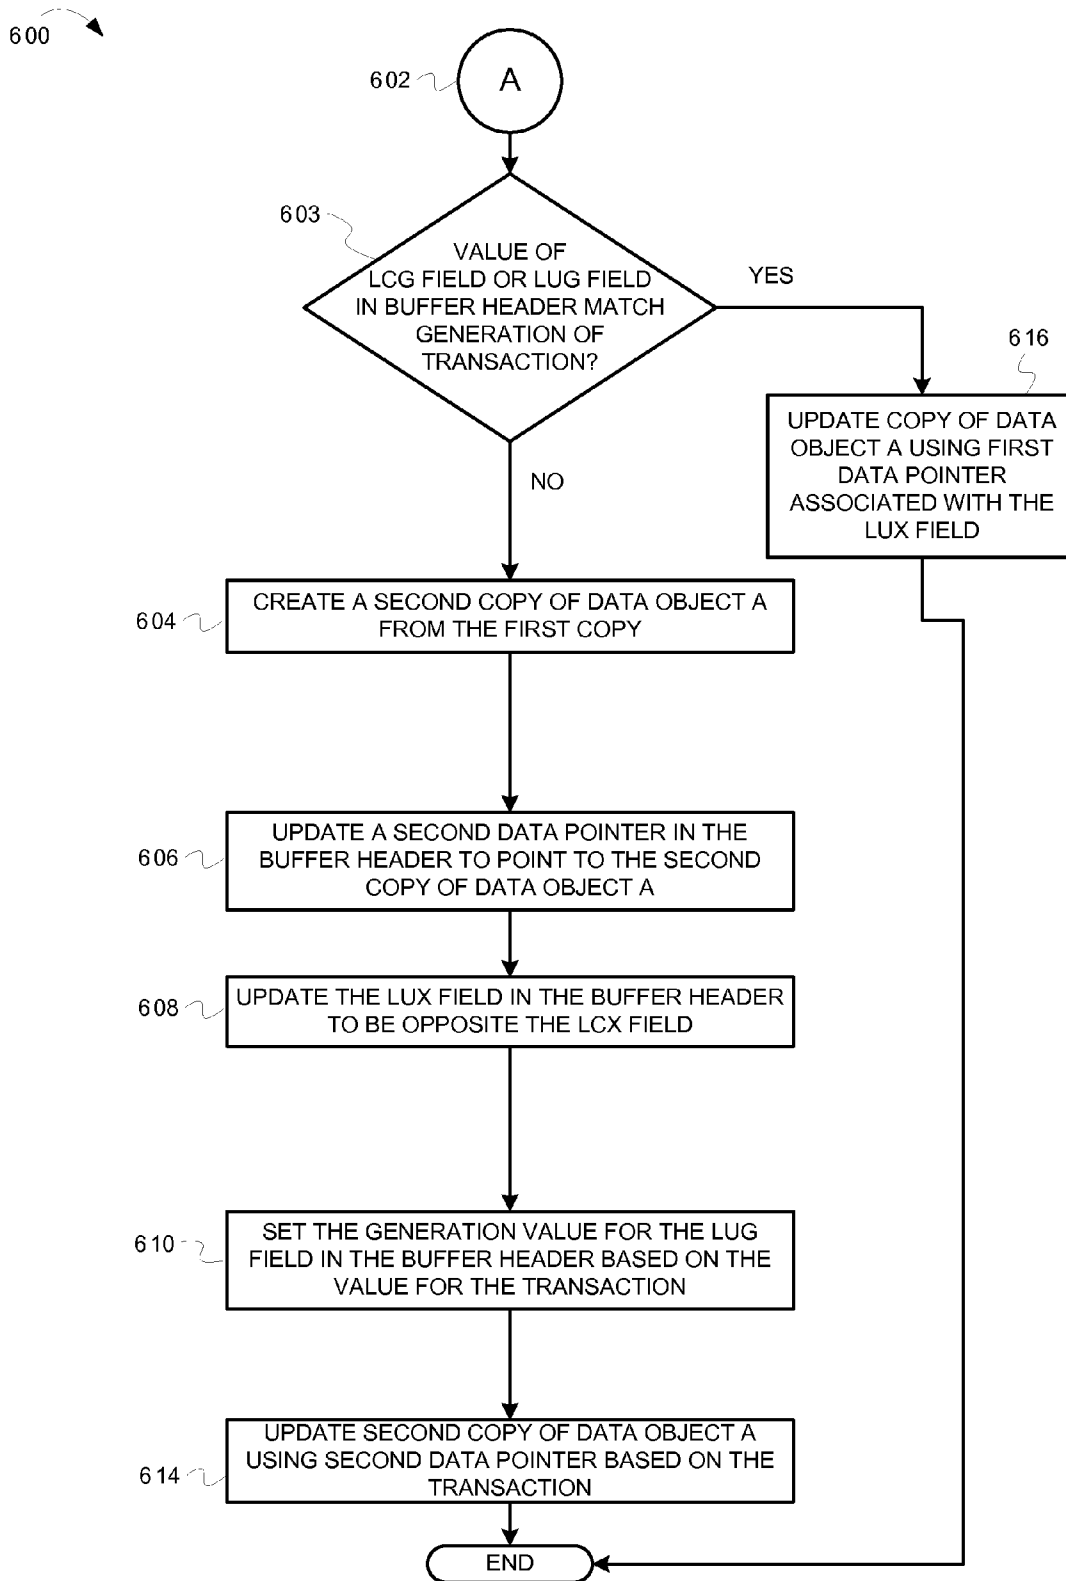 600
602
A
603
VALUE OF
LCG FIELD OR LUG FIELD
IN BUFFER HEADER MATCH
GENERATION OF
TRANSACTION?
YES
616
UPDATE COPY OF DATA
OBJECT A USING FIRST
DATA POINTER
ASSOCIATED WITH THE
LUX FIELD
NO
604
CREATE A SECOND COPY OF DATA OBJECT A
FROM THE FIRST COPY
606
UPDATE A SECOND DATA POINTER IN THE
BUFFER HEADER TO POINT TO THE SECOND
COPY OF DATA OBJECT A
608
UPDATE THE LUX FIELD IN THE BUFFER HEADER
TO BE OPPOSITE THE LCX FIELD
610
SET THE GENERATION VALUE FOR THE LUG
FIELD IN THE BUFFER HEADER BASED ON THE
VALUE FOR THE TRANSACTION
614
UPDATE SECOND COPY OF DATA OBJECT A
USING SECOND DATA POINTER BASED ON THE
TRANSACTION
END